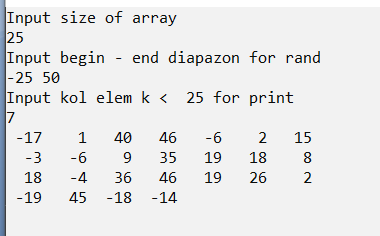 Input size of array
25
Input begin - end diapazon for rand
-25 50
Input kol elem k <  25 for print
7
  -17    1   40   46   -6    2   15
   -3   -6    9   35   19   18    8
   18   -4   36   46   19   26    2
  -19   45  -18  -14